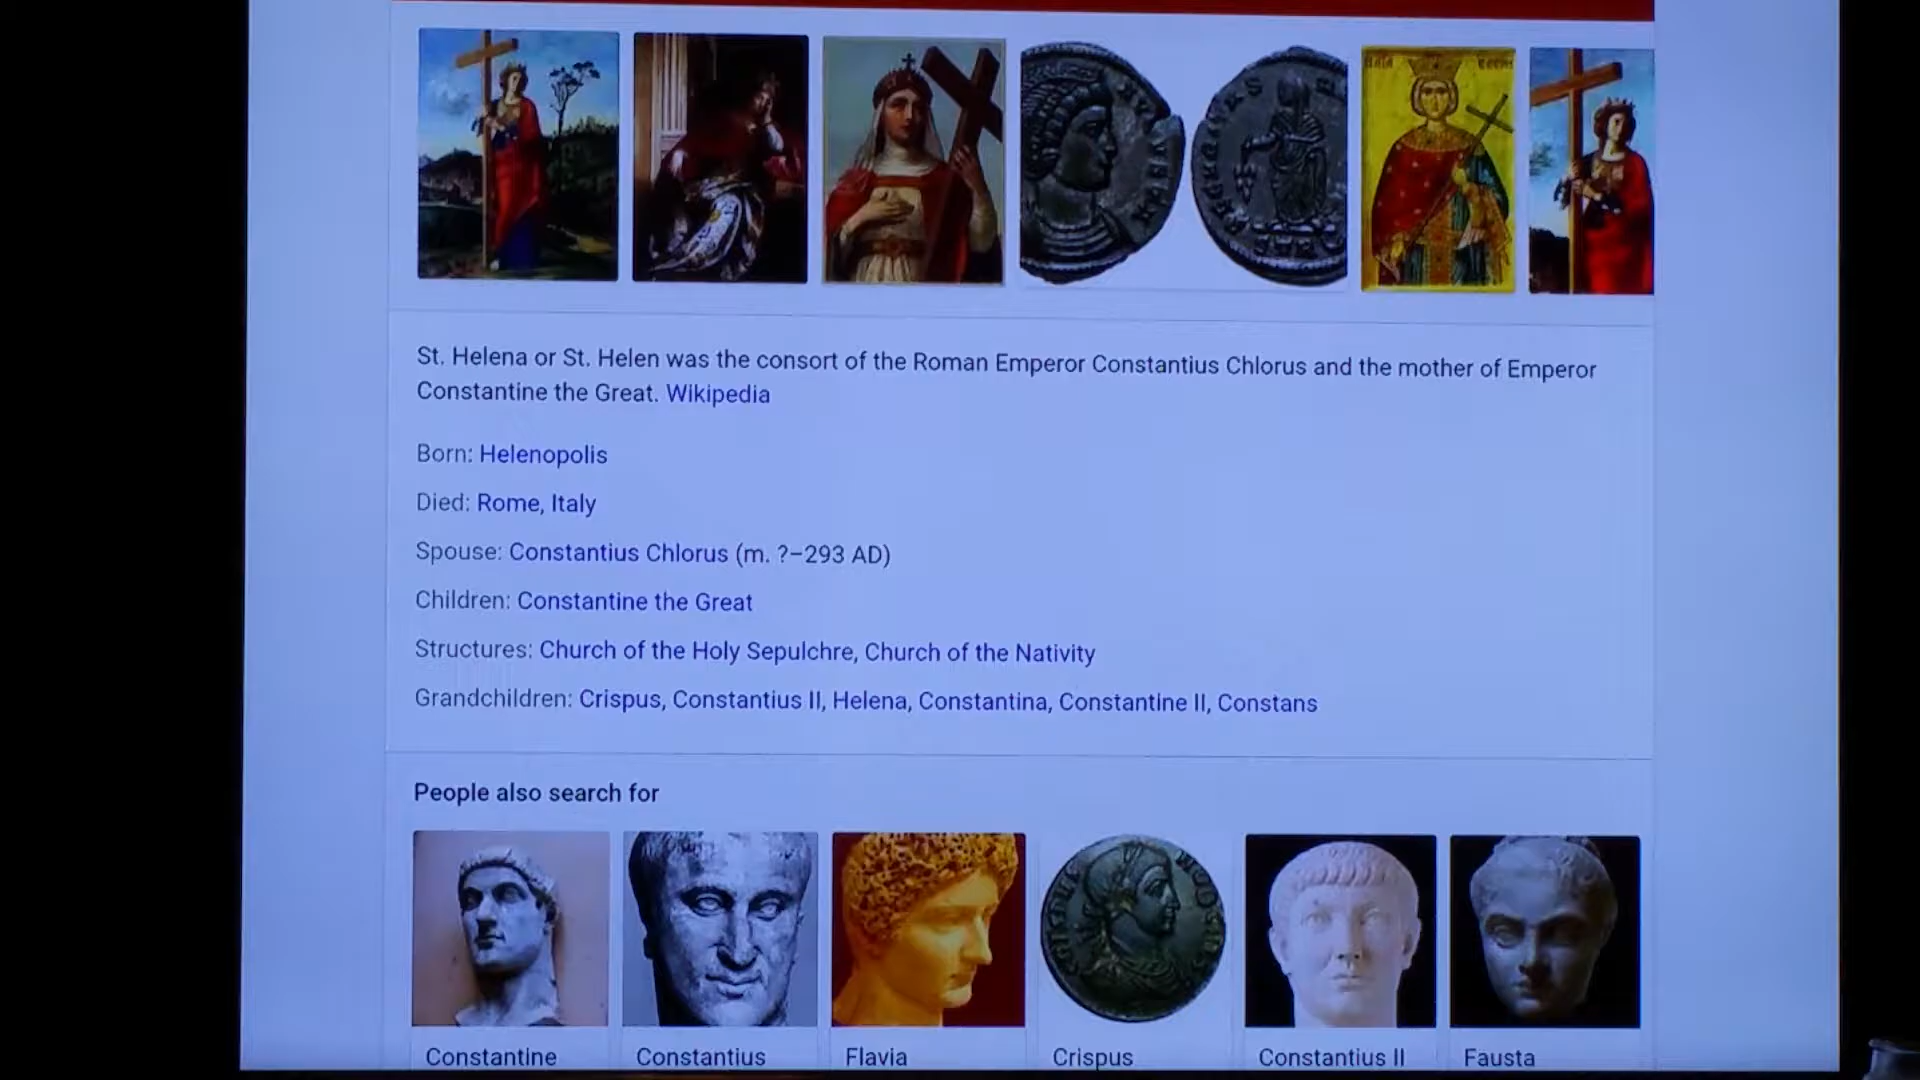 St. Helena or St. Helen was the consort of the Roman Emperor Constantius Chlorus and the mother of Emperor
Constantine the Great. Wikipedia
Born: Helenopolis
Died: Rome, Italy
Spouse: Constantius Chlorus (m. ?–293 AD)
Children: Constantine the Great
Structures: Church of the Holy Sepulchre, Church of the Nativity
Grandchildren: Crispus, Constantius II, Helena, Constantina, Constantine II, Constans
People also search for
Constantine
Constantius
Flavia
Crispus
Constantius II
Fausta